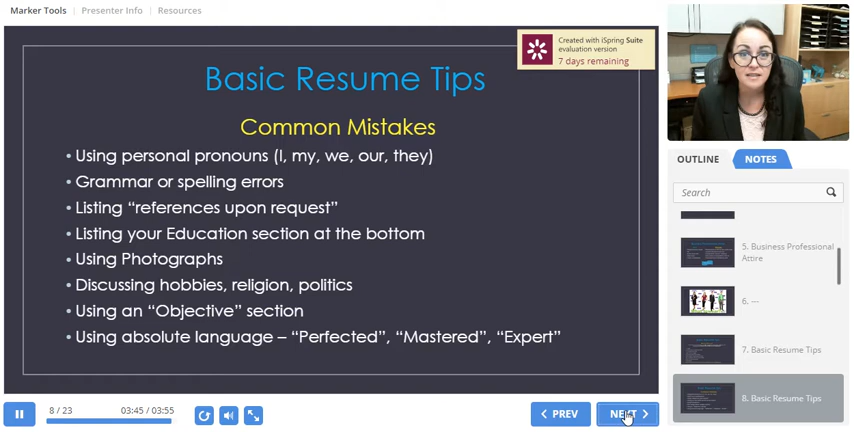 Marker Tools
Presenter Info
Resources
Created with iSpring Suite
evaluation version
7 days remaining
Basic Resume Tips
Common Mistakes
• Using personal pronouns (I, my, we, our, they)
• Grammar or spelling errors
• Listing “references upon request”
• Listing your Education section at the bottom
• Using Photographs
• Discussing hobbies, religion, politics
• Using an “Objective” section
• Using absolute language – “Perfected”, “Mastered”, “Expert”
8 / 23
03:45 / 03:55
PREV
NEXT
OUTLINE
NOTES
Search
5. Business Professional
Attire
6. ---
7. Basic Resume Tips
8. Basic Resume Tips